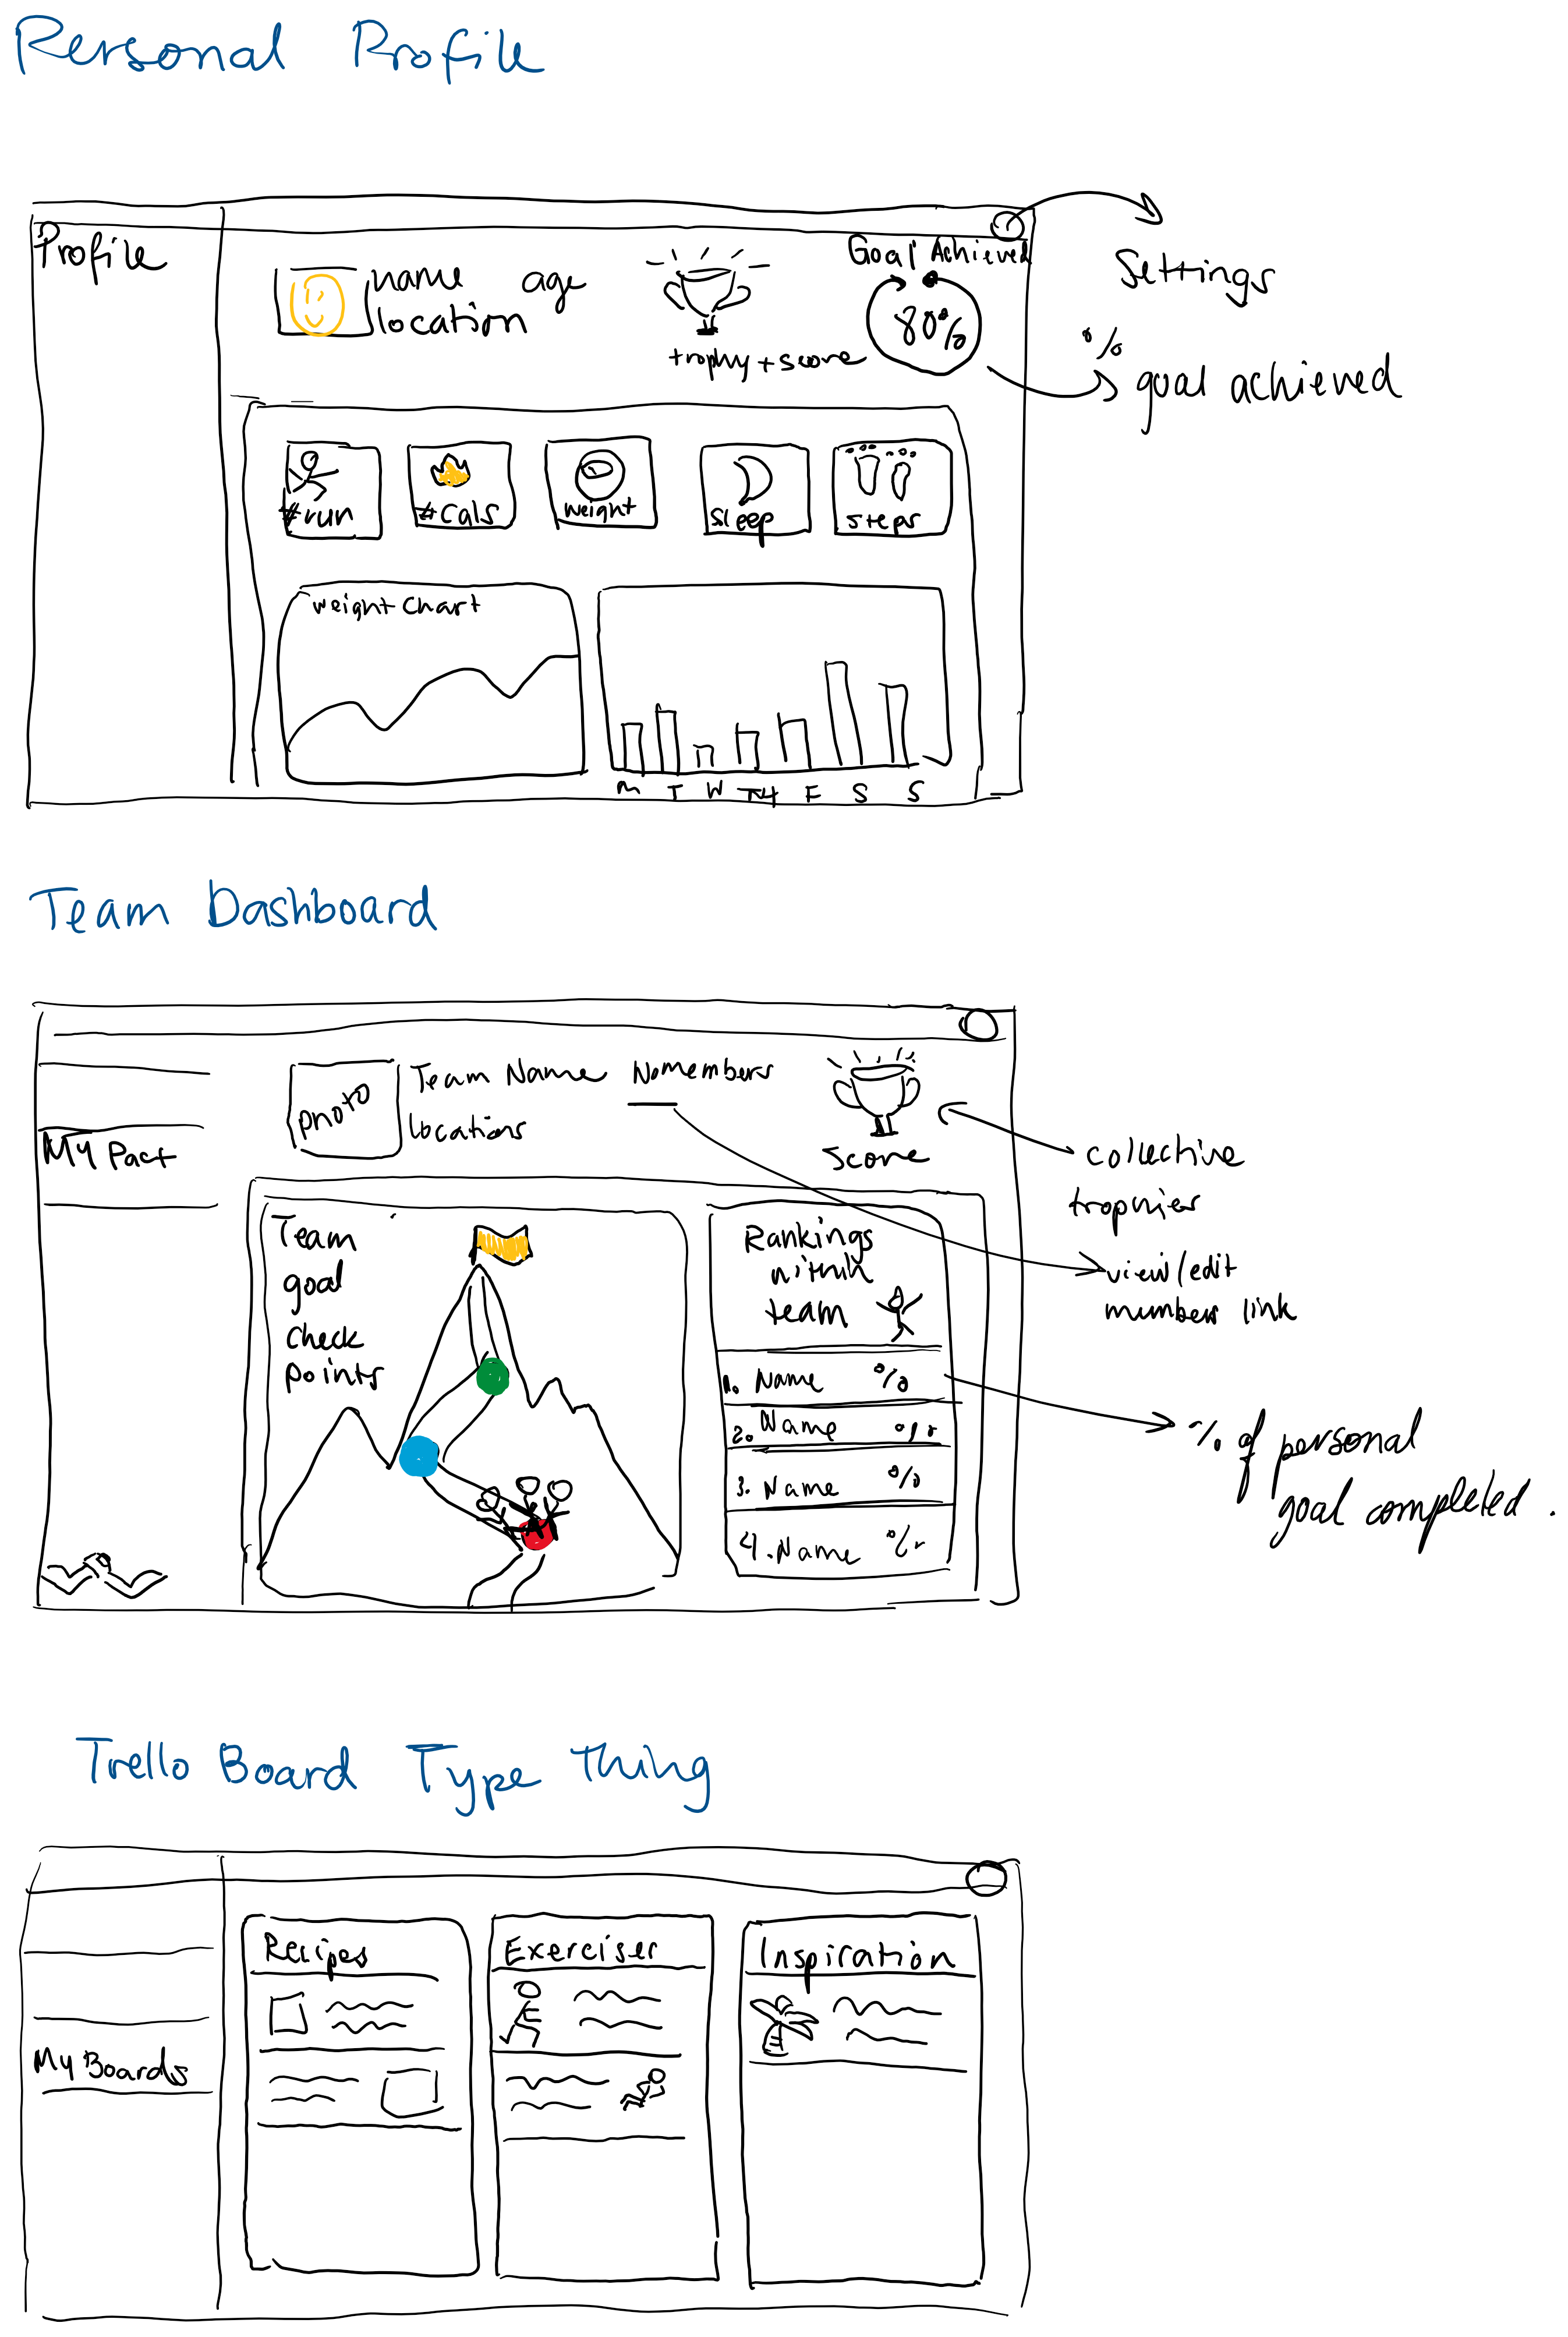 Personal Profile
Profile
name age
location
trophy + score
Goal Achieved
80%
Settings
%
goal achieved
#run
#cals
weight
sleep
steps
weight chart
M T W TH F S S
Team Dashboard
My Pact
photo
Team Name No members
locations
score
collective
trophies
view/edit
members link
Team
goal
check
points
Rankings
within
team
1. Name %
2. Name %
3. Name %
4. Name %
% of personal
goal completed.
Trello Board Type Thing
My Boards
Recipes
Exerciser
Inspiration